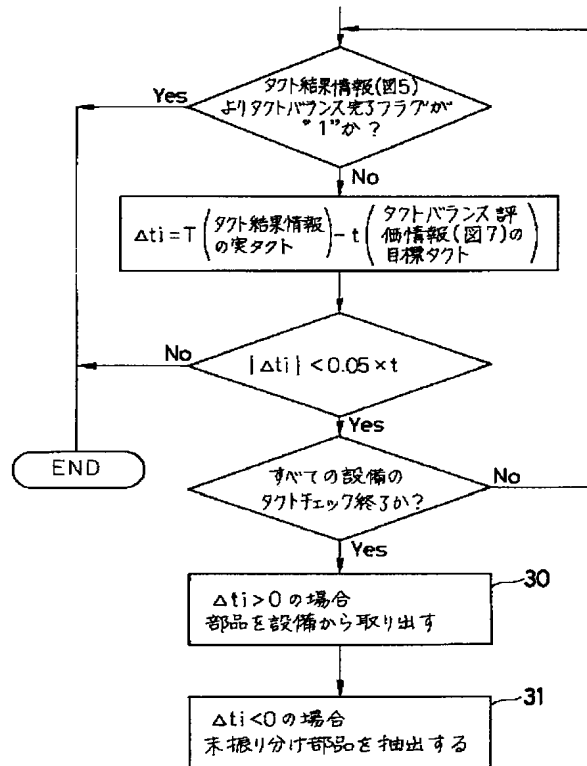 タクト結果情報(図5)
よりタクトバランス完了フラグが
"1"か?
Yes
No
Δti=T(タクト結果情報
の実タクト)-t(タクトバランス評
価情報(図7)の
目標タクト)
No
|Δti|<0.05×t
Yes
END
すべての設備の
タクトチェック終了か?
No
Yes
30
Δti>0の場合
部品を設備から取り出す
31
Δti<0の場合
未振り分け部品を抽出する